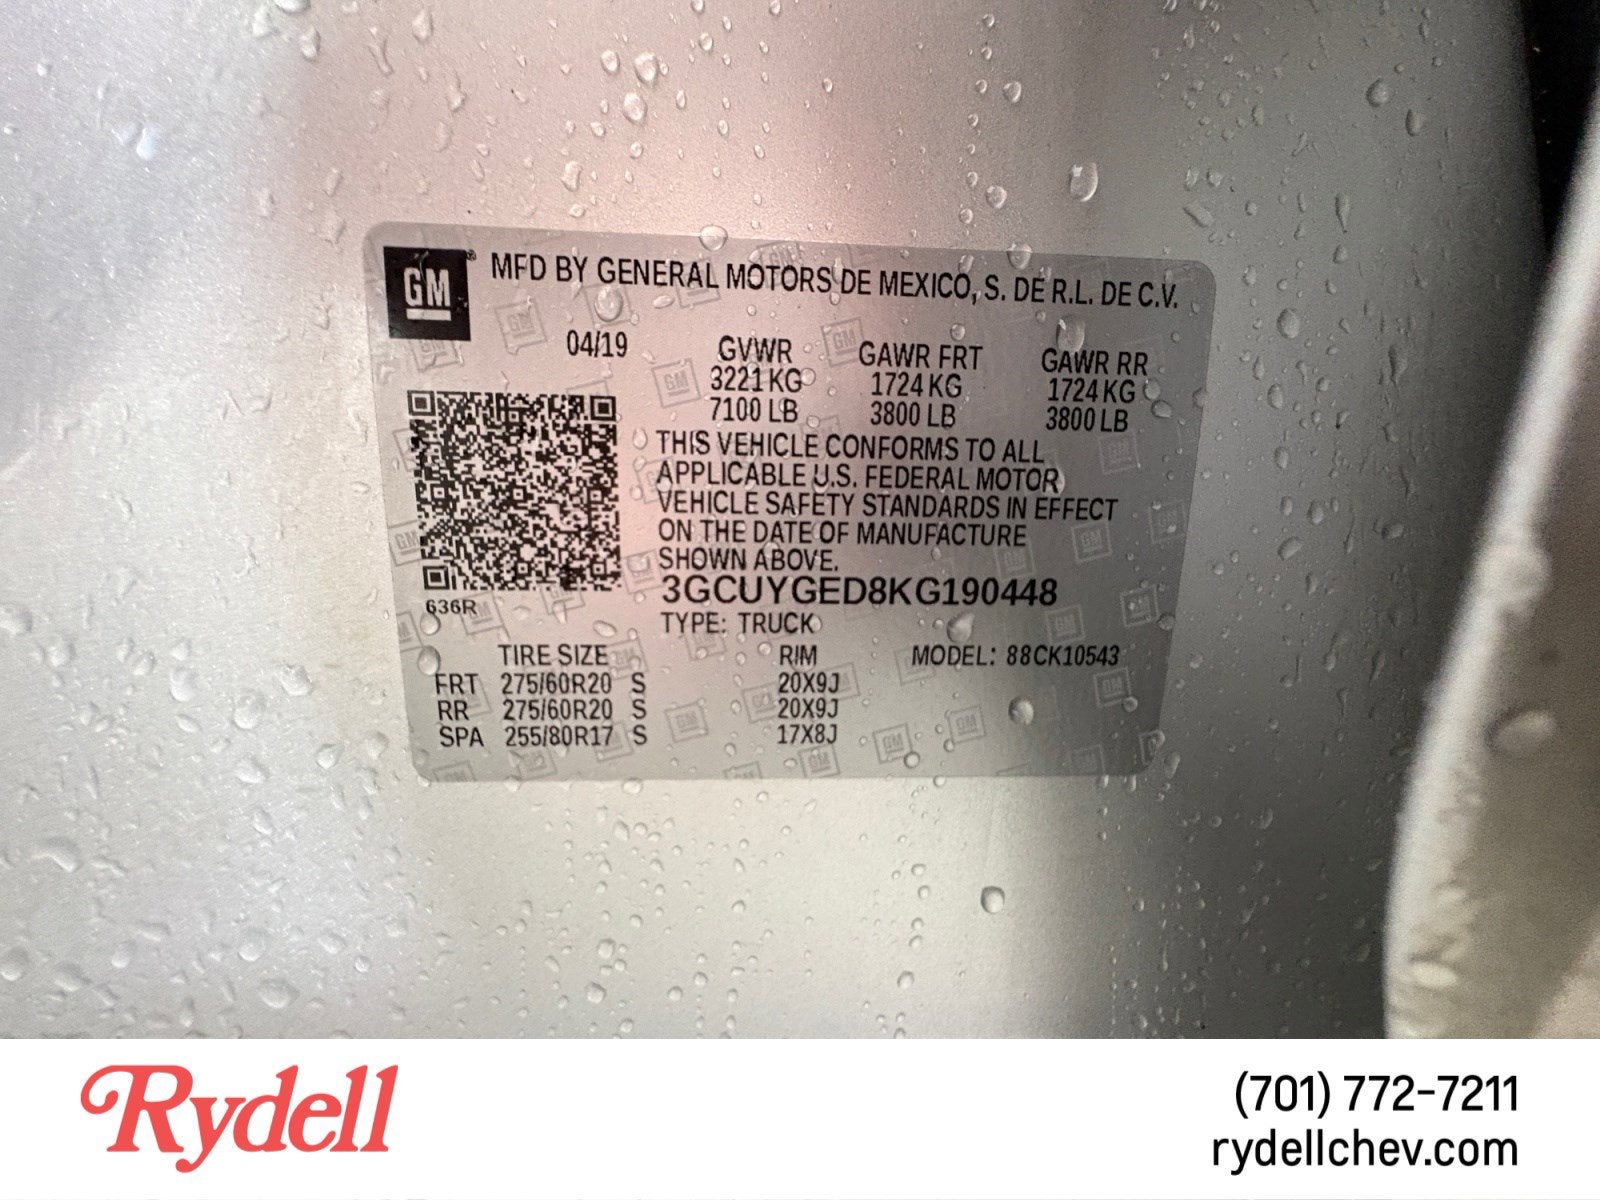 GM
MFD BY GENERAL MOTORS DE MEXICO, S. DE R.L. DE C.V.
04/19 GVWR GAWR FRT GAWR RR
3221 KG 1724 KG 1724 KG
7100 LB 3800 LB 3800 LB
THIS VEHICLE CONFORMS TO ALL
APPLICABLE U.S. FEDERAL MOTOR
VEHICLE SAFETY STANDARDS IN EFFECT
ON THE DATE OF MANUFACTURE
SHOWN ABOVE.
3GCUYGED8KG190448
636R
TYPE: TRUCK
TIRE SIZE RIM MODEL: 88CK10543
FRT 275/60R20 S 20X9J
RR 275/60R20 S 20X9J
SPA 255/80R17 S 17X8J
Rydell
(701) 772-7211
rydellchev.com